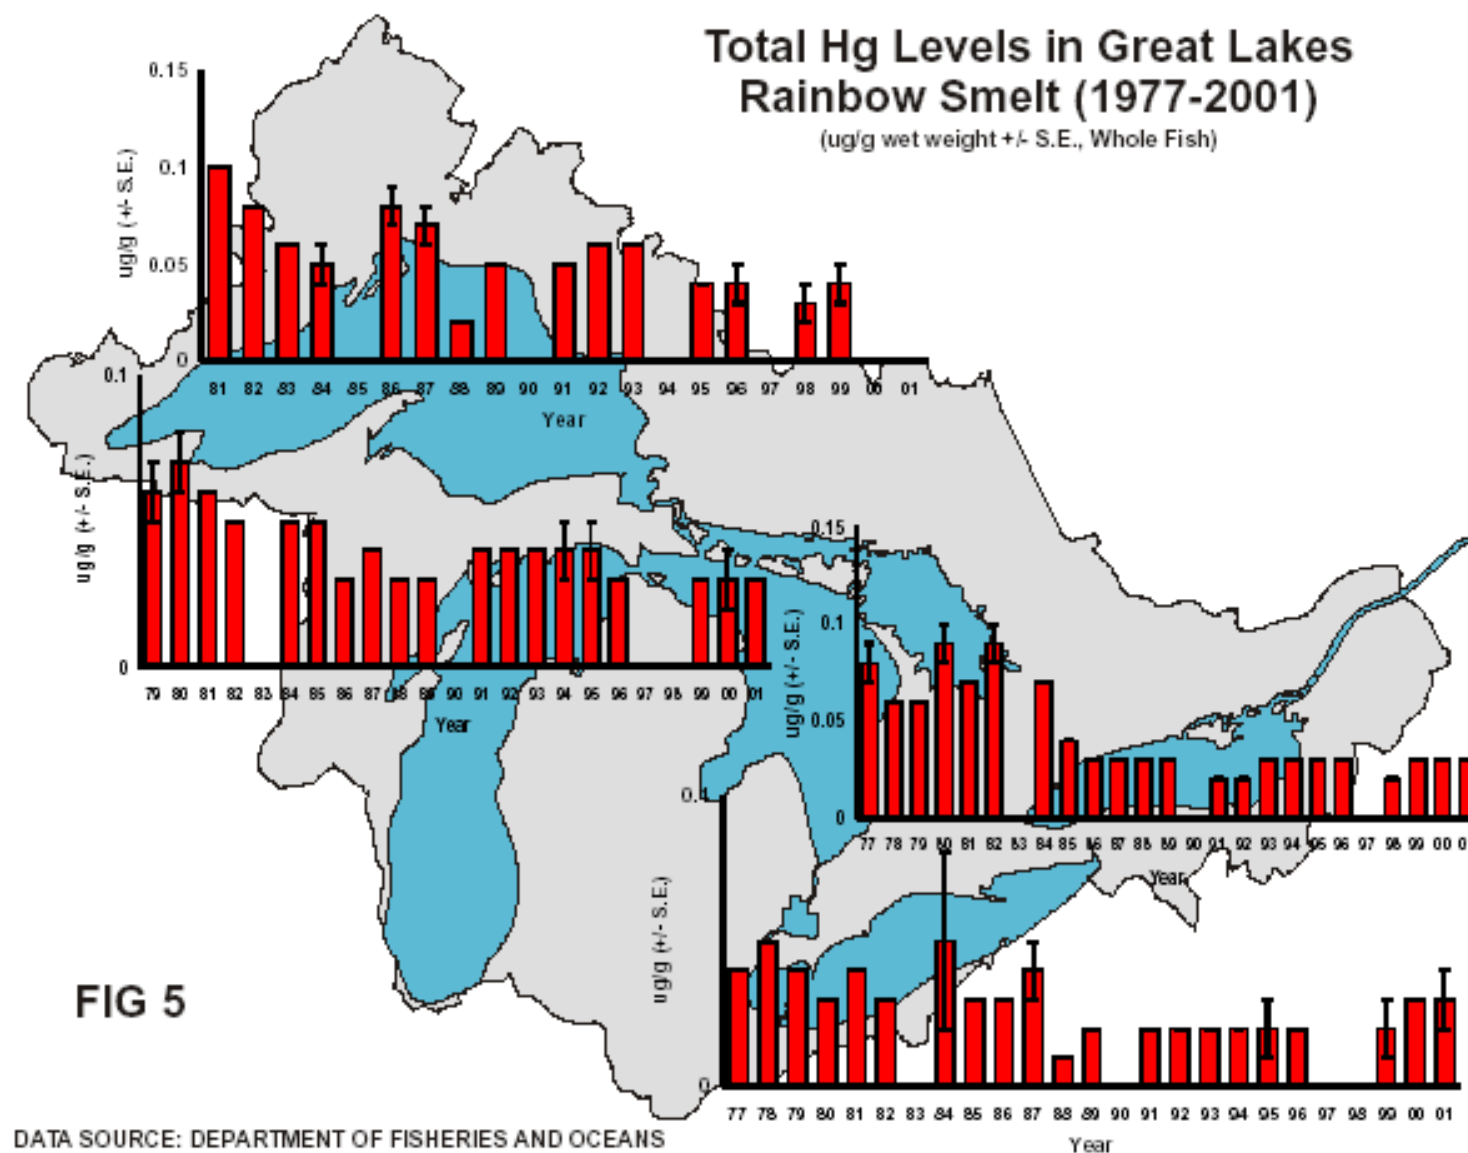 Total Hg Levels in Great Lakes
Rainbow Smelt (1977-2001)
(ug/g wet weight +/- S.E., Whole Fish)
ug/g (+/- S.E.)
0.15
0.1
0.05
0
81 82 83 84 85 86 87 88 89 90 91 92 93 94 95 96 97 98 99 00 01
Year
ug/g (+/- S.E.)
0.1
0
79 80 81 82 83 84 85 86 87 88 89 90 91 92 93 94 95 96 97 98 99 00 01
Year
ug/g (+/- S.E.)
0.15
0.1
0.05
0
77 78 79 80 81 82 83 84 85 86 87 88 89 90 91 92 93 94 95 96 97 98 99 00 0
Year
ug/g (+/- S.E.)
0.1
0
77 78 79 80 81 82 83 84 85 86 87 88 89 90 91 92 93 94 95 96 97 98 99 00 01
Year
FIG 5
DATA SOURCE: DEPARTMENT OF FISHERIES AND OCEANS